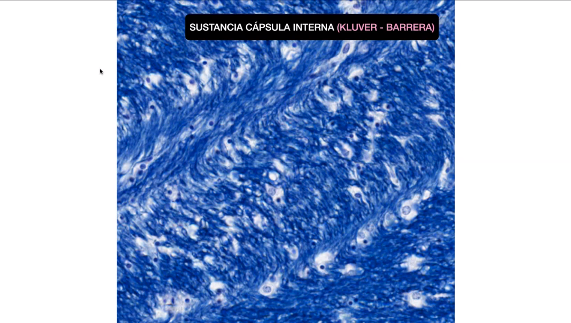 SUSTANCIA CÁPSULA INTERNA (KLUVER - BARRERA)